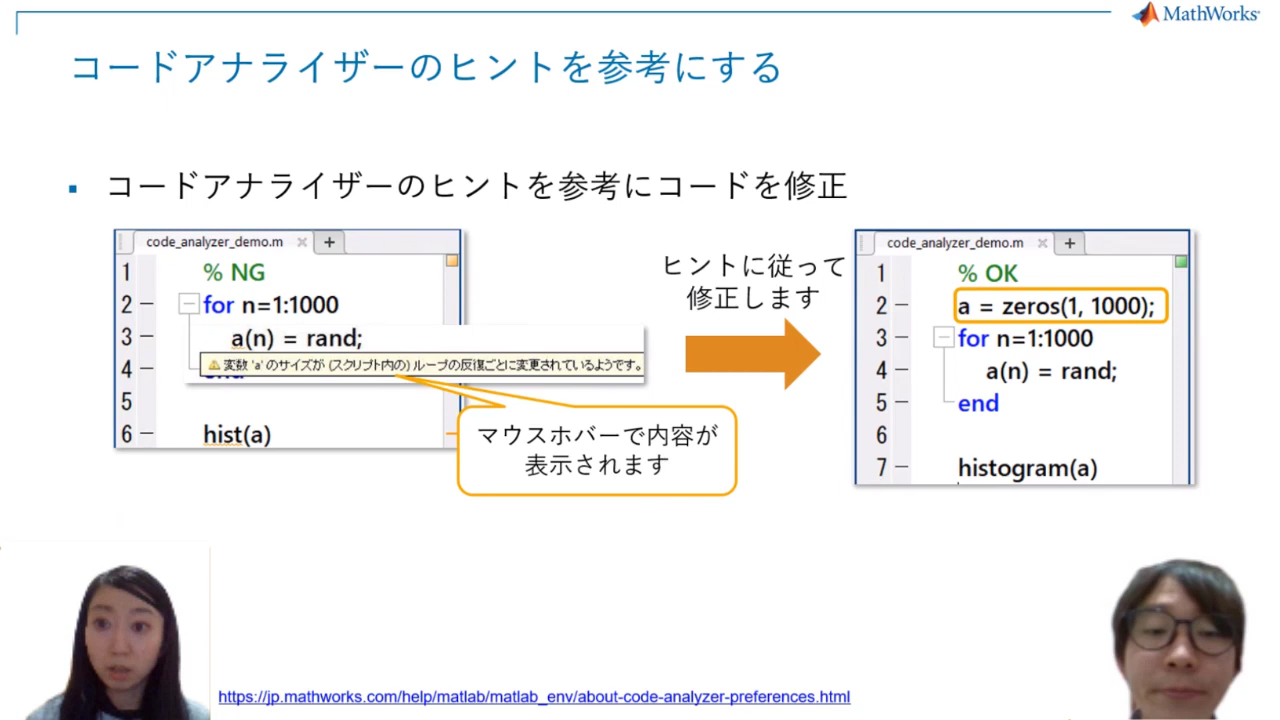 MathWorks
コードアナライザーのヒントを参考にする
▪ コードアナライザーのヒントを参考にコードを修正
code_analyzer_demo.m × +
1 % NG
2 – for n=1:1000
3 – a(n) = rand;
変数 'a' のサイズが (スクリプト内の) ループの反復ごとに変更されているようです。
4 – end
5
6 – hist(a)
マウスホバーで内容が
表示されます
ヒントに従って
修正します
code_analyzer_demo.m × +
1 % OK
2 – a = zeros(1, 1000);
3 – for n=1:1000
4 – a(n) = rand;
5 – end
6
7 – histogram(a)
https://jp.mathworks.com/help/matlab/matlab_env/about-code-analyzer-preferences.html